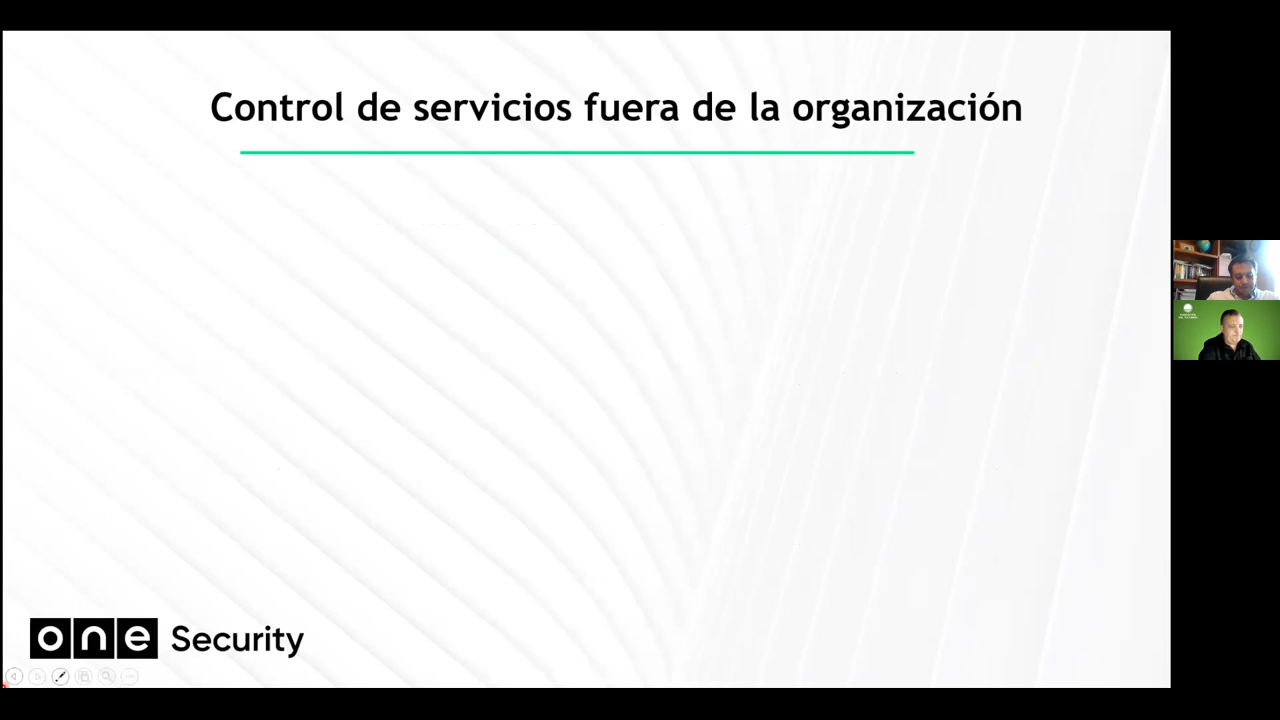 Control de servicios fuera de la organización
one Security